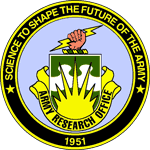 SCIENCE TO SHAPE THE FUTURE OF THE ARMY
ARMY RESEARCH OFFICE
1951